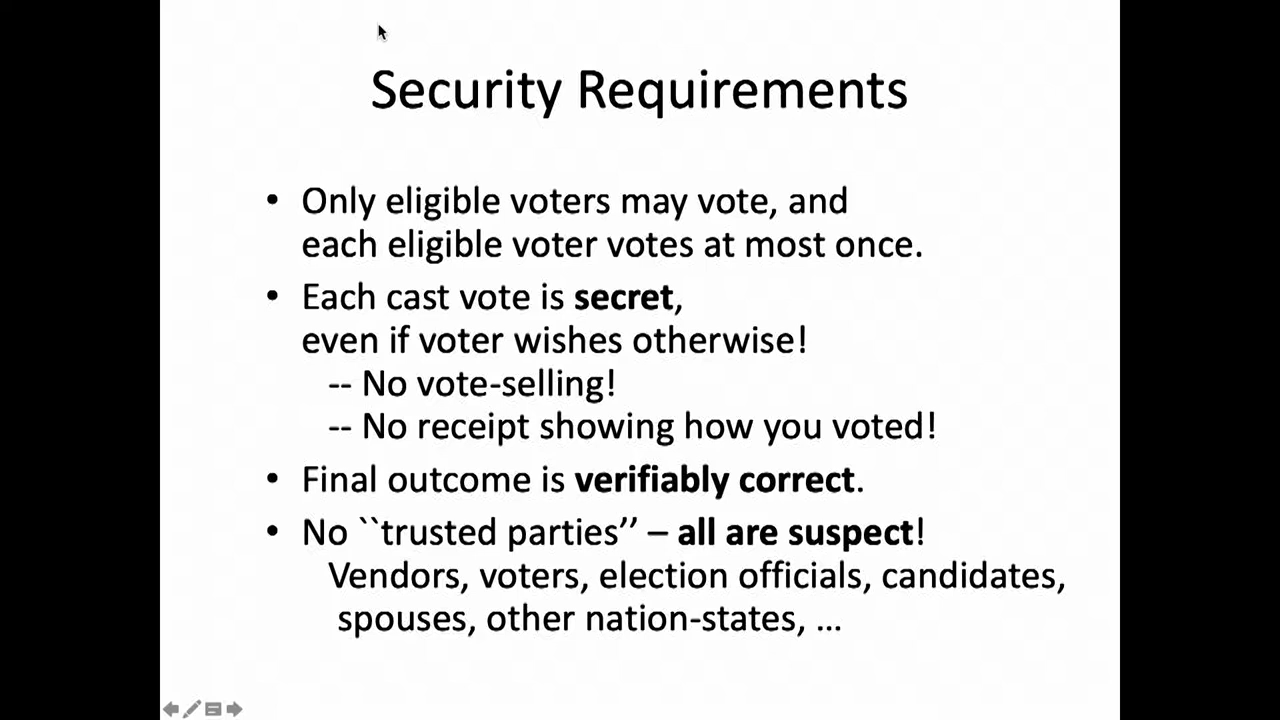 Security Requirements
• Only eligible voters may vote, and
each eligible voter votes at most once.
• Each cast vote is secret,
even if voter wishes otherwise!
-- No vote-selling!
-- No receipt showing how you voted!
• Final outcome is verifiably correct.
• No ``trusted parties’’ – all are suspect!
Vendors, voters, election officials, candidates,
spouses, other nation-states, …